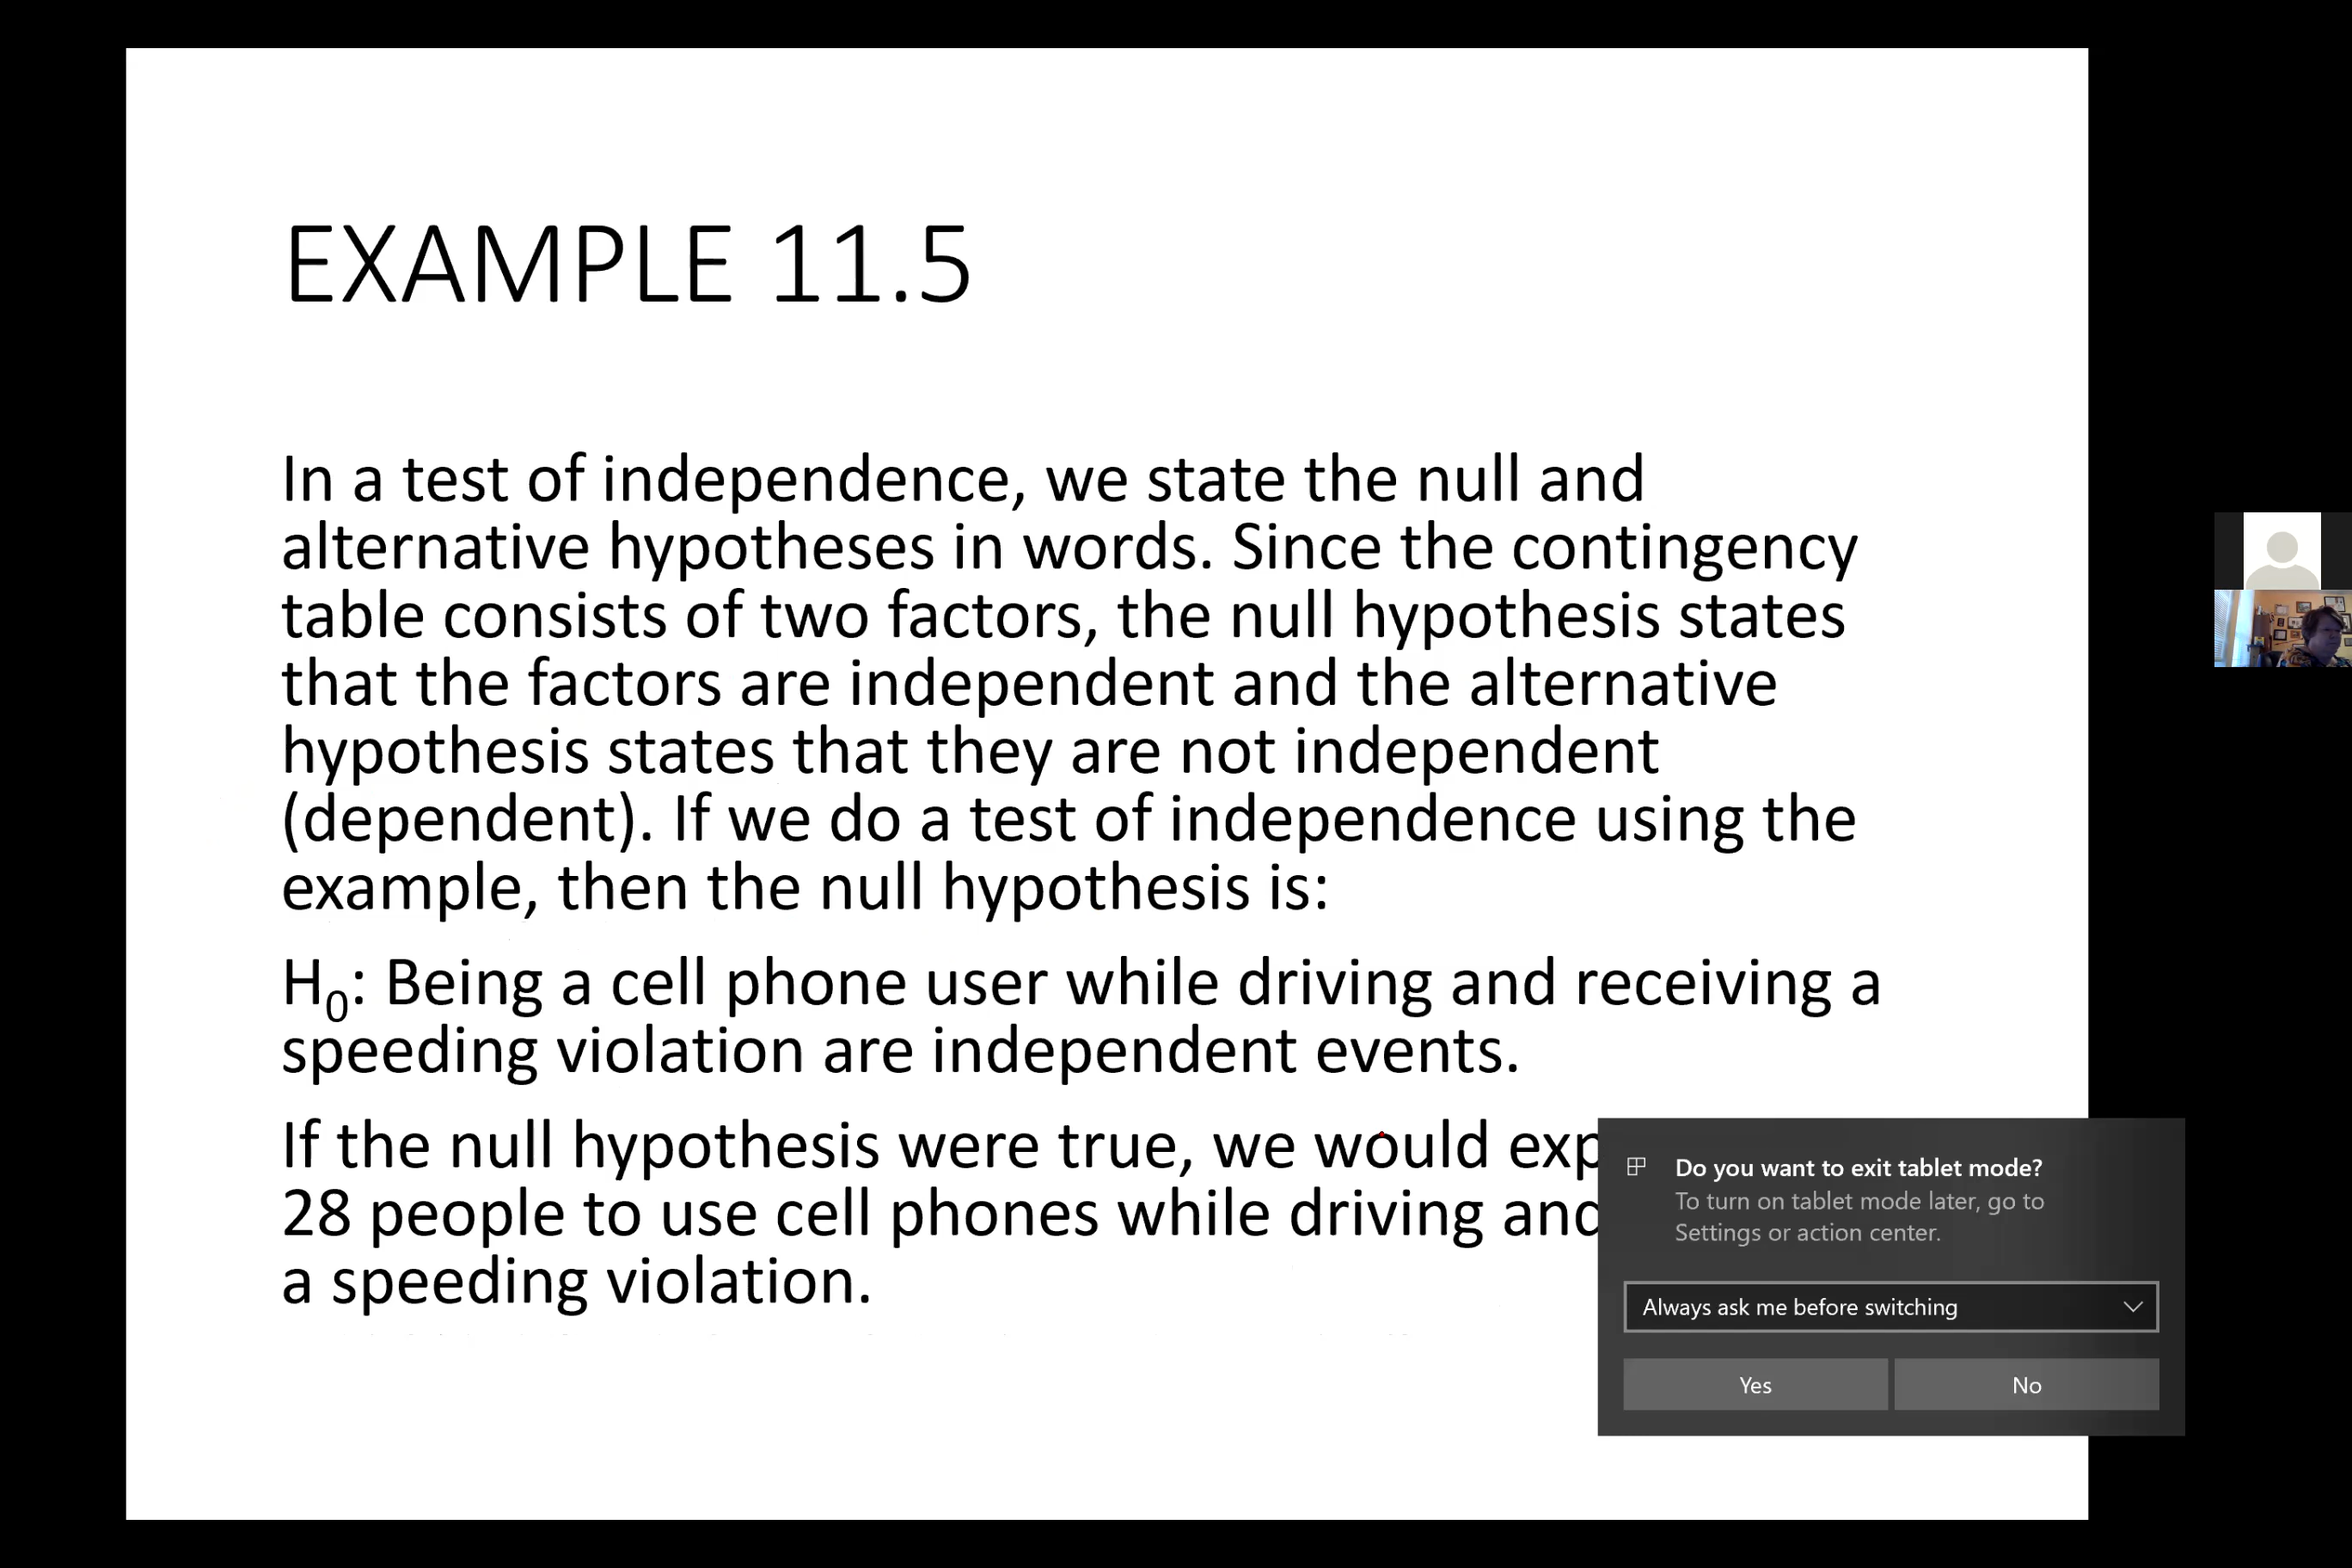 EXAMPLE 11.5
In a test of independence, we state the null and
alternative hypotheses in words. Since the contingency
table consists of two factors, the null hypothesis states
that the factors are independent and the alternative
hypothesis states that they are not independent
(dependent). If we do a test of independence using the
example, then the null hypothesis is:
H₀: Being a cell phone user while driving and receiving a
speeding violation are independent events.
If the null hypothesis were true, we would exp
28 people to use cell phones while driving and
a speeding violation.
Do you want to exit tablet mode?
To turn on tablet mode later, go to
Settings or action center.
Always ask me before switching
Yes
No